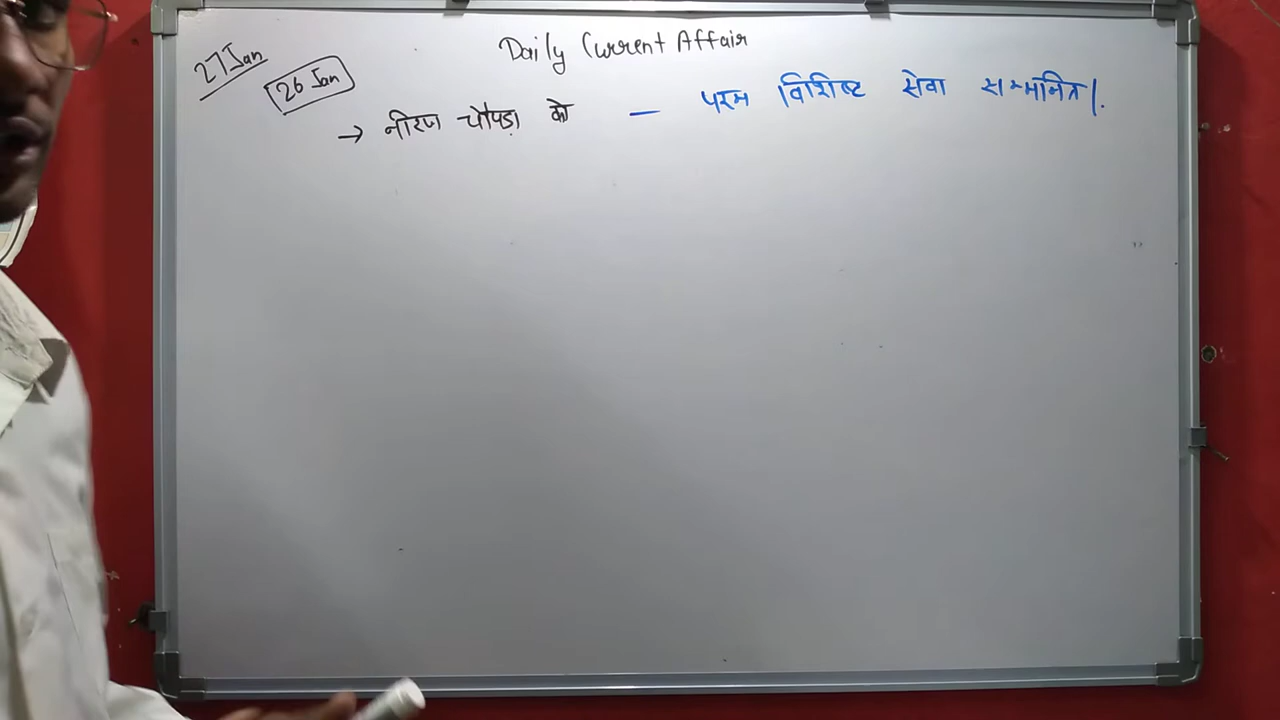 Daily Current Affair
27 Jan
26 Jan
→ नीरज चौपड़ा को — परम विशिष्ट सेवा सम्मानित।.